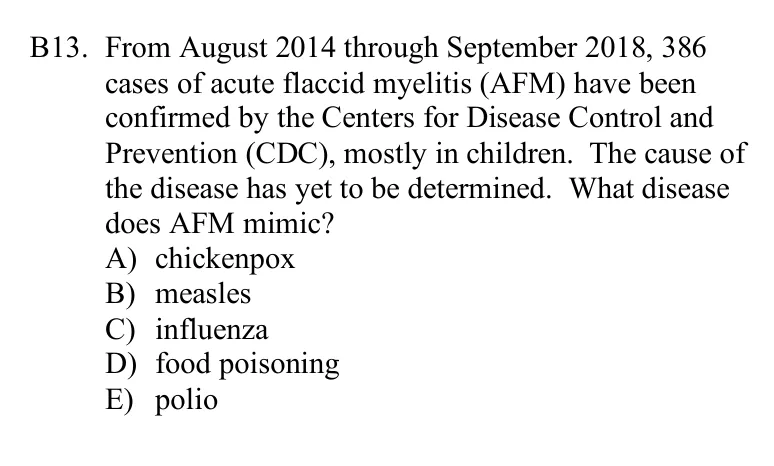 B13. From August 2014 through September 2018, 386
cases of acute flaccid myelitis (AFM) have been
confirmed by the Centers for Disease Control and
Prevention (CDC), mostly in children. The cause of
the disease has yet to be determined. What disease
does AFM mimic?
A) chickenpox
B) measles
C) influenza
D) food poisoning
E) polio